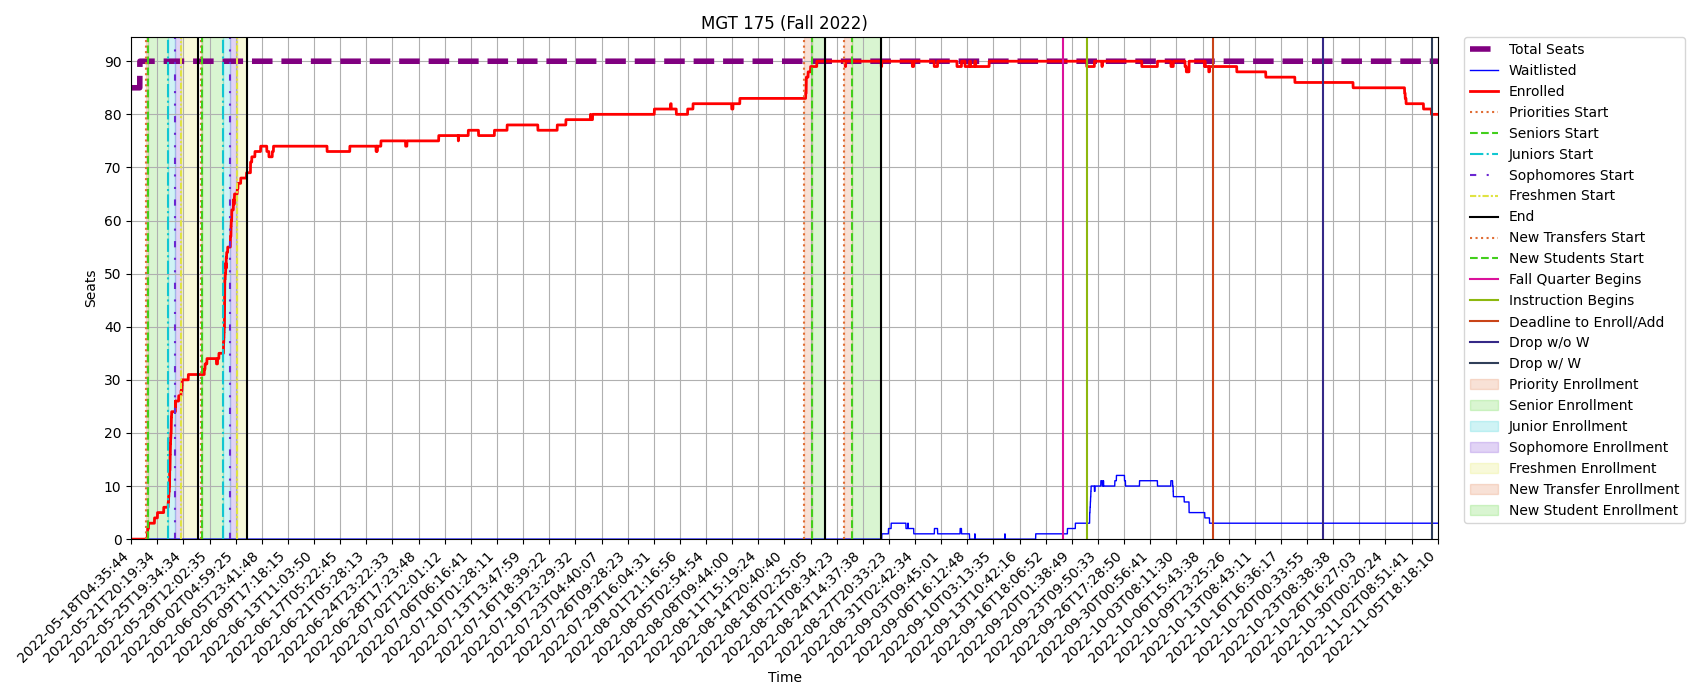 MGT 175 (Fall 2022)
Seats
90
80
70
60
50
40
30
20
10
0
2022-05-18T04:35:44
2022-05-21T20:19:34
2022-05-25T19:34:34
2022-05-29T12:02:35
2022-06-02T04:59:25
2022-06-05T23:41:48
2022-06-09T17:18:15
2022-06-13T11:03:50
2022-06-17T05:22:45
2022-06-21T05:28:13
2022-06-24T23:22:33
2022-06-28T17:23:48
2022-07-02T12:01:12
2022-07-06T06:16:41
2022-07-10T01:28:11
2022-07-13T13:47:59
2022-07-16T18:39:22
2022-07-19T23:29:32
2022-07-23T04:40:07
2022-07-26T09:28:23
2022-07-29T16:04:31
2022-08-01T21:16:56
2022-08-05T02:54:54
2022-08-08T09:44:00
2022-08-11T15:19:24
2022-08-14T20:40:40
2022-08-18T02:25:05
2022-08-21T08:34:23
2022-08-24T14:37:38
2022-08-27T20:33:23
2022-08-31T02:42:34
2022-09-03T09:45:01
2022-09-06T16:12:48
2022-09-10T03:13:35
2022-09-13T10:42:16
2022-09-16T18:06:52
2022-09-20T01:38:49
2022-09-23T09:50:33
2022-09-26T17:28:50
2022-09-30T00:56:41
2022-10-03T08:11:30
2022-10-06T15:43:38
2022-10-09T23:25:26
2022-10-13T08:43:11
2022-10-16T16:36:17
2022-10-20T00:33:55
2022-10-23T08:38:38
2022-10-26T16:27:03
2022-10-30T00:20:24
2022-11-02T08:51:41
2022-11-05T18:18:10
Time
Total Seats
Waitlisted
Enrolled
Priorities Start
Seniors Start
Juniors Start
Sophomores Start
Freshmen Start
End
New Transfers Start
New Students Start
Fall Quarter Begins
Instruction Begins
Deadline to Enroll/Add
Drop w/o W
Drop w/ W
Priority Enrollment
Senior Enrollment
Junior Enrollment
Sophomore Enrollment
Freshmen Enrollment
New Transfer Enrollment
New Student Enrollment